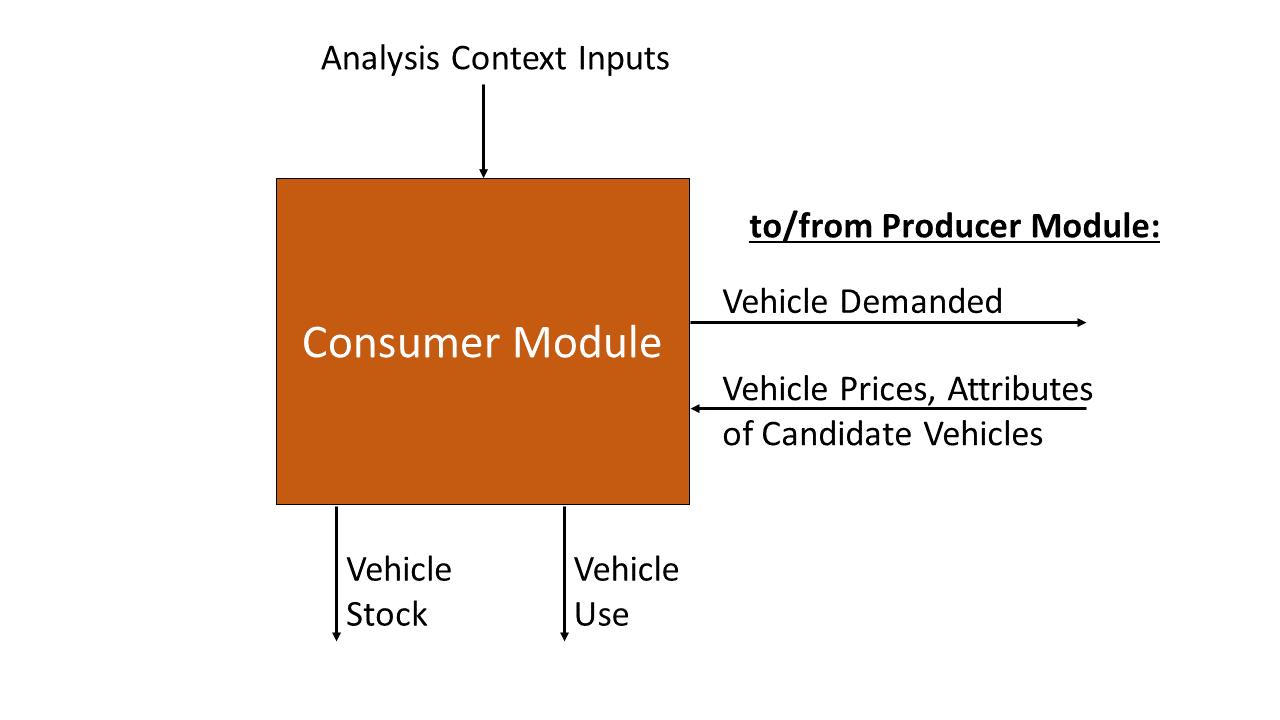 Analysis Context Inputs
to/from Producer Module:
Vehicle Demanded
Consumer Module
Vehicle Prices, Attributes
of Candidate Vehicles
Vehicle
Stock
Vehicle
Use